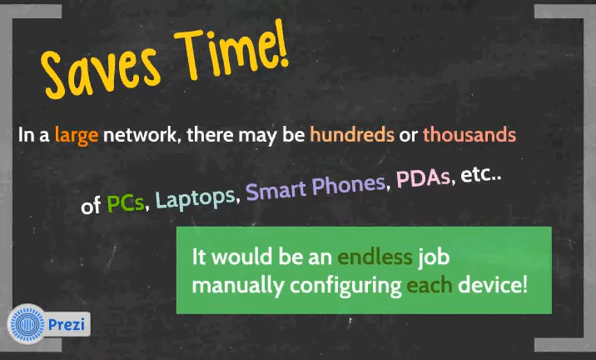 Saves Time!
In a large network, there may be hundreds or thousands
of PCs, Laptops, Smart Phones, PDAs, etc..
It would be an endless job
manually configuring each device!
Prezi